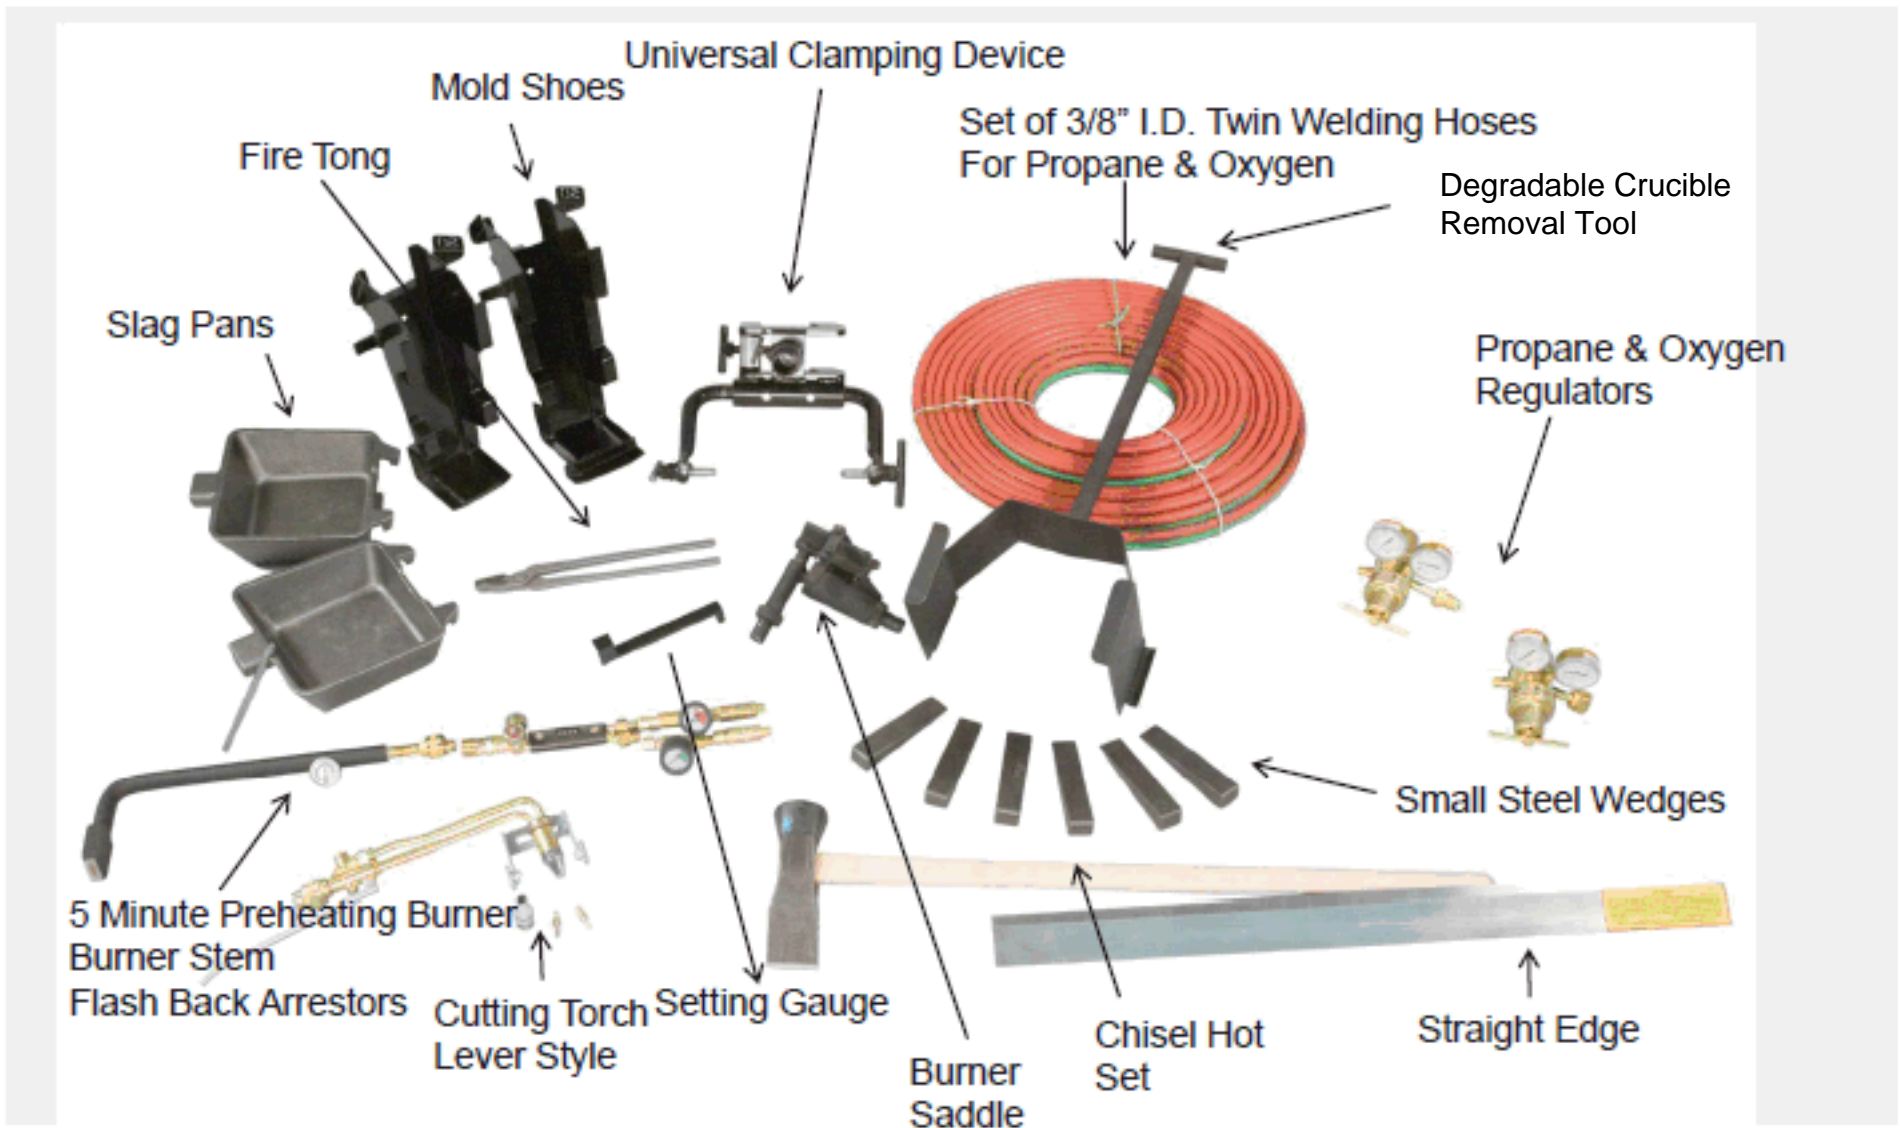 Universal Clamping Device
Mold Shoes
Set of 3/8” I.D. Twin Welding Hoses
For Propane & Oxygen
Fire Tong
Degradable Crucible
Removal Tool
Slag Pans
Propane & Oxygen
Regulators
Small Steel Wedges
5 Minute Preheating Burner
Burner Stem
Flash Back Arrestors
Cutting Torch
Lever Style
Setting Gauge
Burner
Saddle
Chisel Hot
Set
Straight Edge